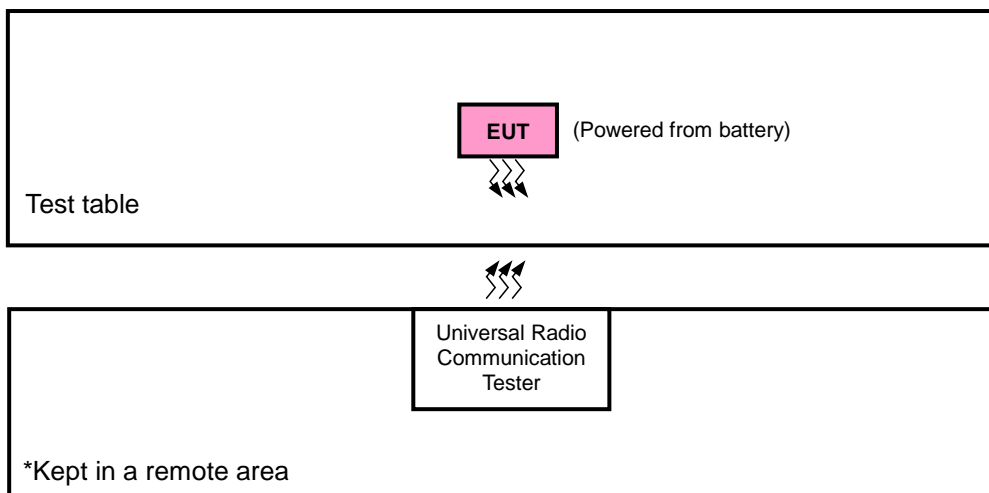 EUT
(Powered from battery)
Test table
Universal Radio
Communication
Tester
*Kept in a remote area